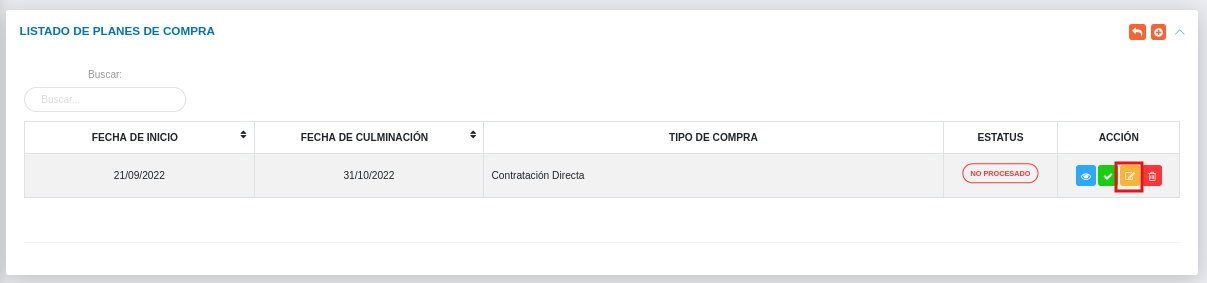 LISTADO DE PLANES DE COMPRA
Buscar:
Buscar...
FECHA DE INICIO FECHA DE CULMINACIÓN TIPO DE COMPRA ESTATUS ACCIÓN
21/09/2022 31/10/2022 Contratación Directa NO PROCESADO